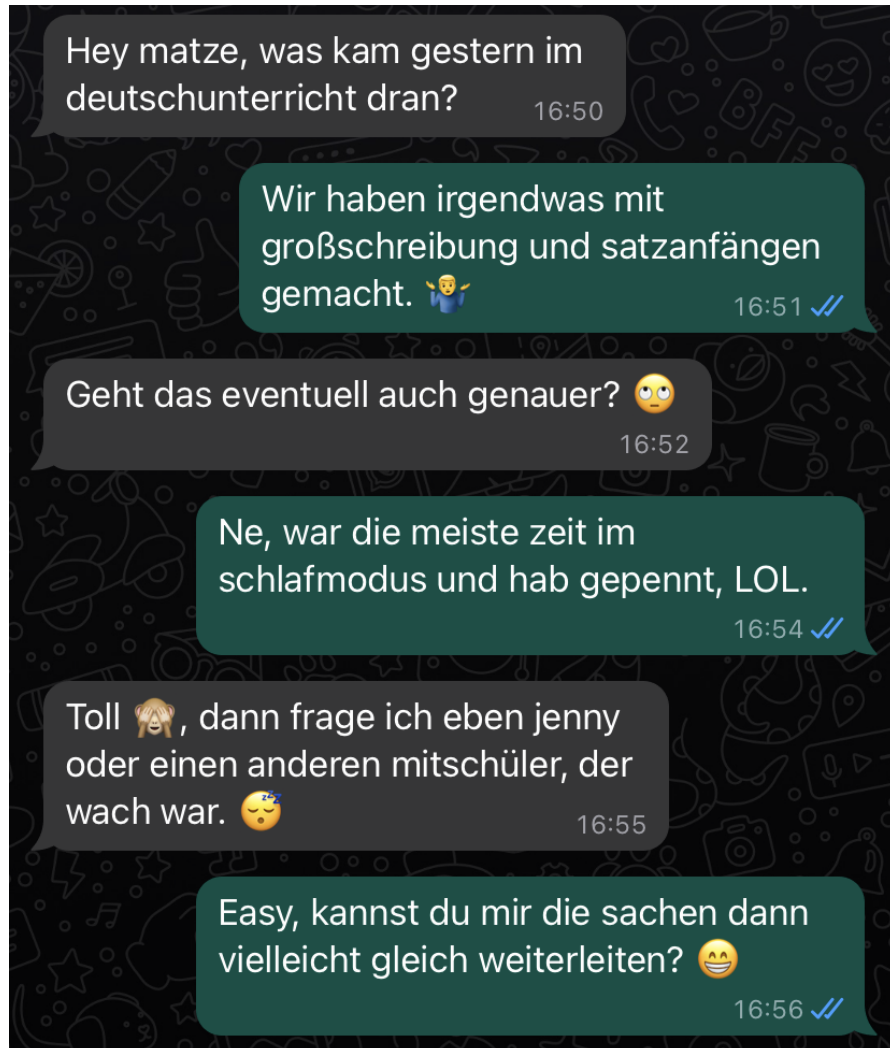 Hey matze, was kam gestern im
deutschunterricht dran?
16:50
Wir haben irgendwas mit
großschreibung und satzanfängen
gemacht. 🤷‍♂️
16:51
Geht das eventuell auch genauer? 🙄
16:52
Ne, war die meiste zeit im
schlafmodus und hab gepennt, LOL.
16:54
Toll 🙈, dann frage ich eben jenny
oder einen anderen mitschüler, der
wach war. 😴
16:55
Easy, kannst du mir die sachen dann
vielleicht gleich weiterleiten? 😁
16:56